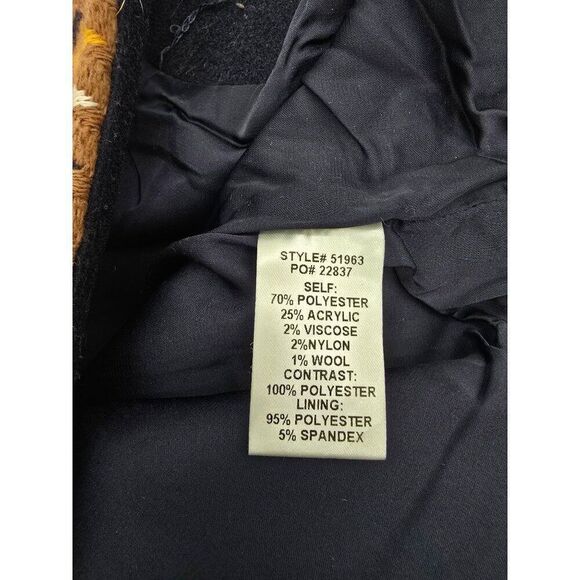 STYLE# 51963
PO# 22837
SELF:
70% POLYESTER
25% ACRYLIC
2% VISCOSE
2%NYLON
1% WOOL
CONTRAST:
100% POLYESTER
LINING:
95% POLYESTER
5% SPANDEX